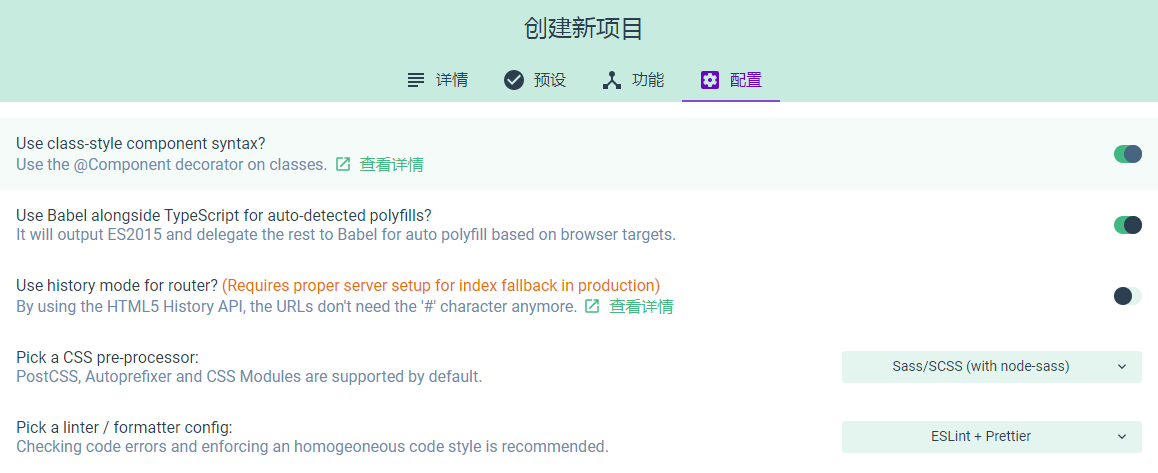 创建新项目
详情 预设 功能 配置
Use class-style component syntax?
Use the @Component decorator on classes. 查看详情
Use Babel alongside TypeScript for auto-detected polyfills?
It will output ES2015 and delegate the rest to Babel for auto polyfill based on browser targets.
Use history mode for router? (Requires proper server setup for index fallback in production)
By using the HTML5 History API, the URLs don't need the '#' character anymore. 查看详情
Pick a CSS pre-processor:
PostCSS, Autoprefixer and CSS Modules are supported by default.
Sass/SCSS (with node-sass)
Pick a linter / formatter config:
Checking code errors and enforcing an homogeoneous code style is recommended.
ESLint + Prettier